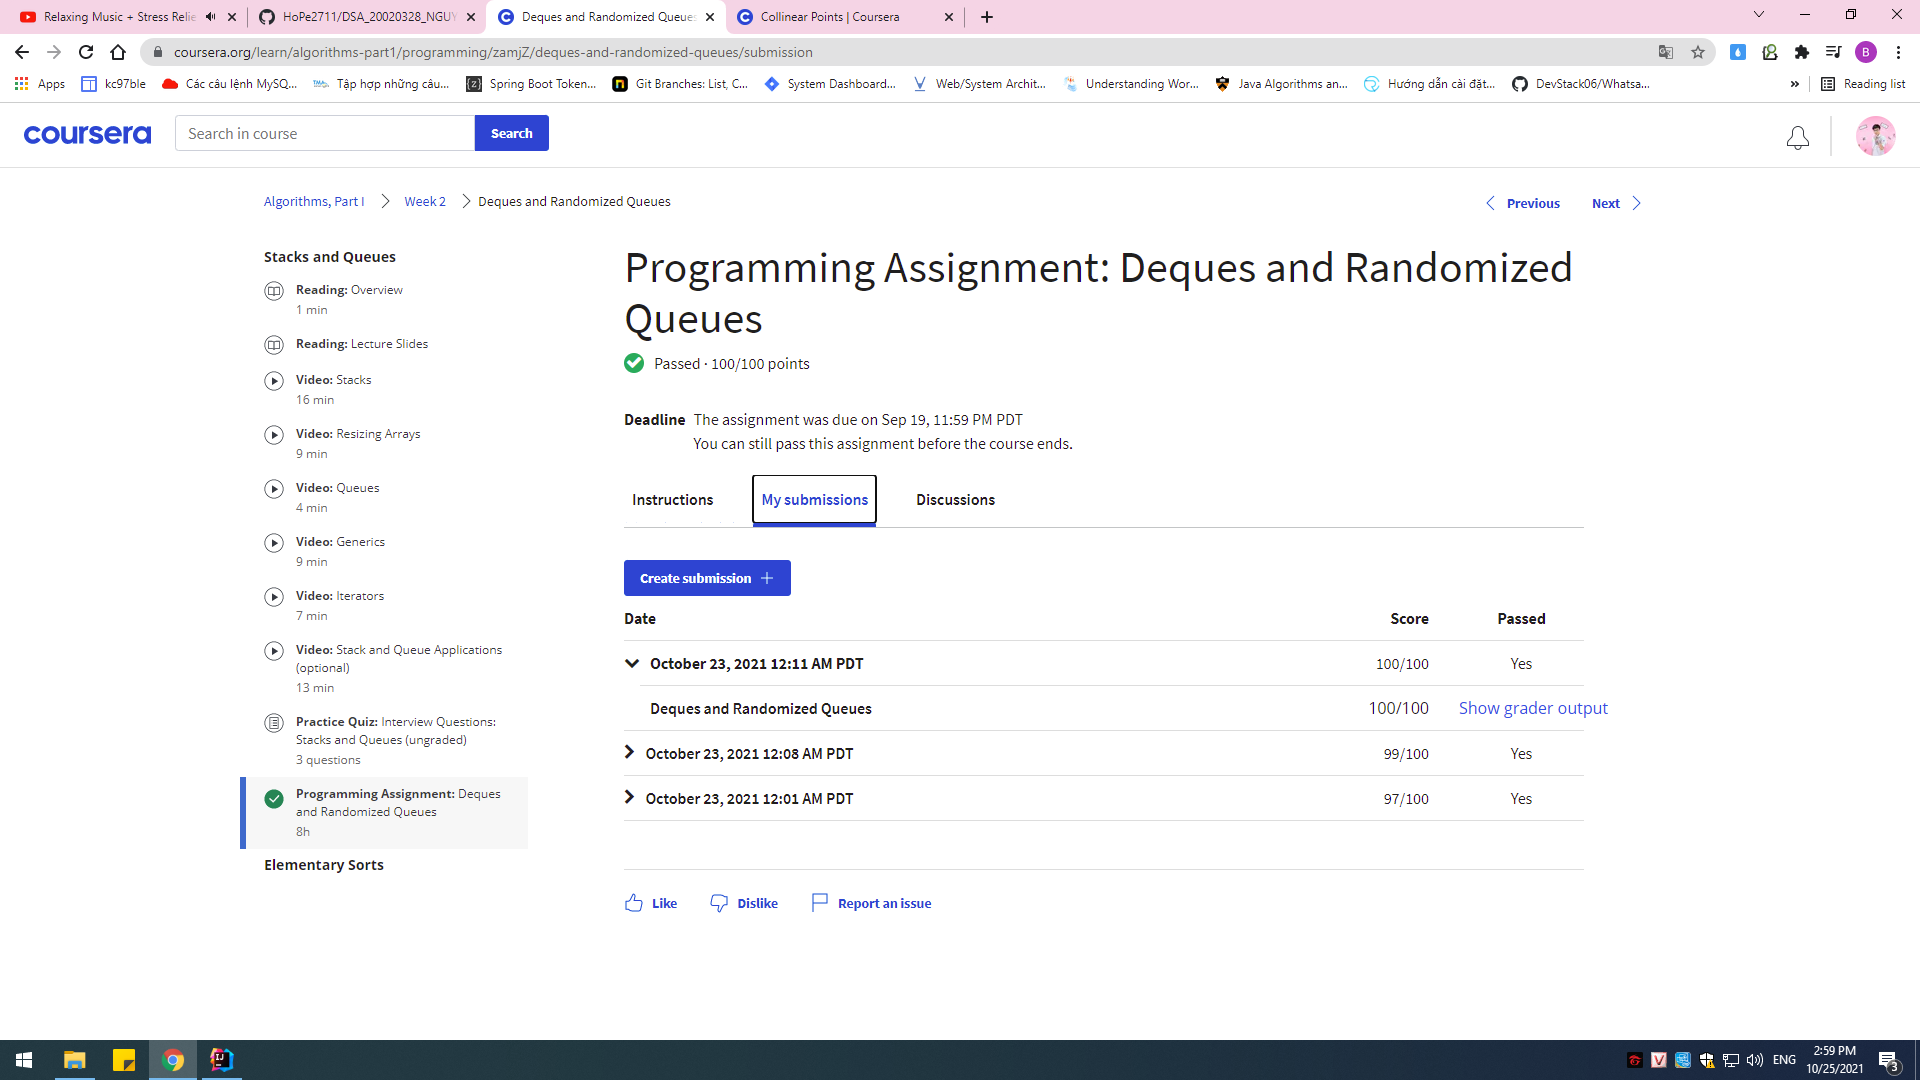 Relaxing Music + Stress Relie
HoPe2711/DSA_20020328_NGUY
Deques and Randomized Queue
Collinear Points | Coursera
coursera.org/learn/algorithms-part1/programming/zamjZ/deques-and-randomized-queues/submission
B
Apps
kc97ble
Các câu lệnh MySQ...
Tập hợp những câu...
Spring Boot Token...
Git Branches: List, C...
System Dashboard...
Web/System Archit...
Understanding Wor...
Java Algorithms an...
Hướng dẫn cài đặt...
DevStack06/Whatsa...
»
Reading list
coursera
Search in course
Search
Algorithms, Part I
Week 2
Deques and Randomized Queues
Previous
Next
Stacks and Queues
Reading: Overview
1 min
Reading: Lecture Slides
Video: Stacks
16 min
Video: Resizing Arrays
9 min
Video: Queues
4 min
Video: Generics
9 min
Video: Iterators
7 min
Video: Stack and Queue Applications
(optional)
13 min
Practice Quiz: Interview Questions:
Stacks and Queues (ungraded)
3 questions
Programming Assignment: Deques
and Randomized Queues
8h
Elementary Sorts
Programming Assignment: Deques and Randomized
Queues
Passed · 100/100 points
Deadline The assignment was due on Sep 19, 11:59 PM PDT
You can still pass this assignment before the course ends.
Instructions
My submissions
Discussions
Create submission +
Date Score Passed
October 23, 2021 12:11 AM PDT 100/100 Yes
Deques and Randomized Queues 100/100 Show grader output
October 23, 2021 12:08 AM PDT 99/100 Yes
October 23, 2021 12:01 AM PDT 97/100 Yes
Like
Dislike
Report an issue
ENG
2:59 PM
10/25/2021
3